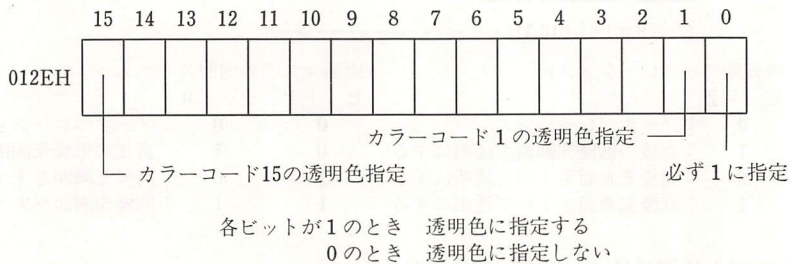 15 14 13 12 11 10 9 8 7 6 5 4 3 2 1 0
012EH
カラーコード1の透明色指定
カラーコード15の透明色指定 必ず1に指定
各ビットが1のとき 透明色に指定する
0のとき 透明色に指定しない